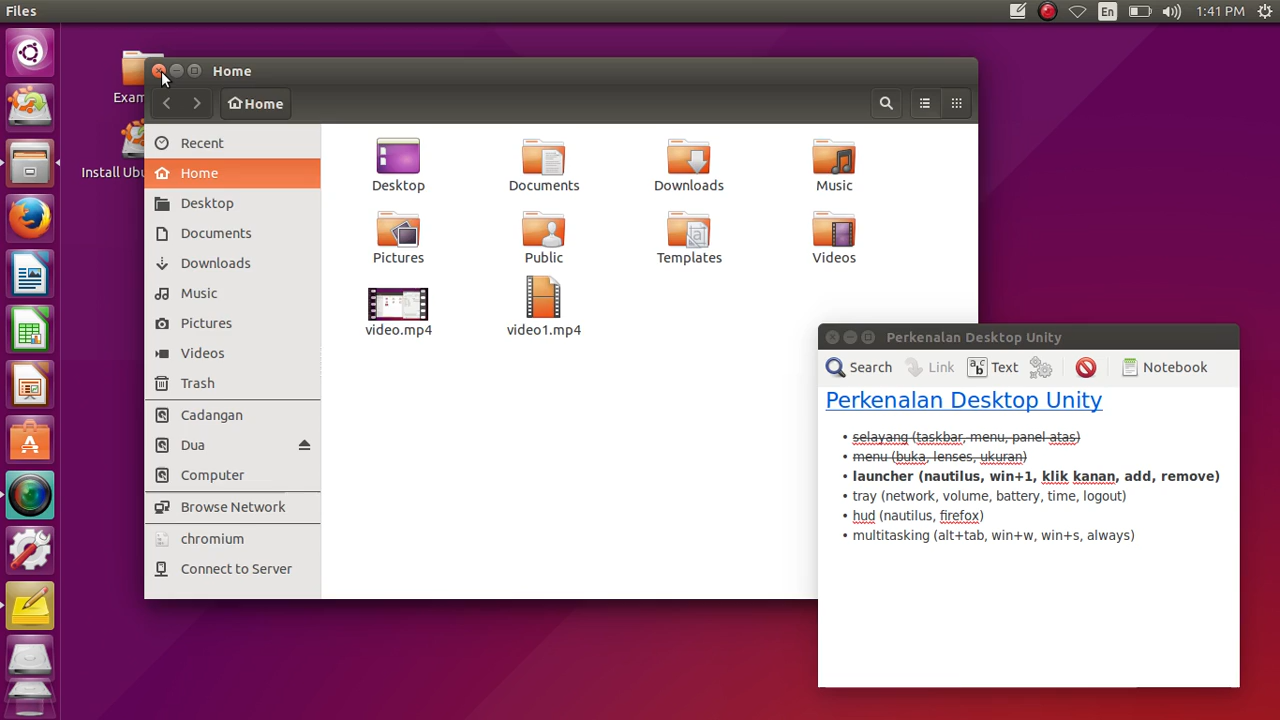 Files
En
1:41 PM
Exam
Install Ubu
Home
Home
Recent
Home
Desktop
Documents
Downloads
Music
Pictures
Videos
Trash
Cadangan
Dua
Computer
Browse Network
chromium
Connect to Server
Desktop
Documents
Downloads
Music
Pictures
Public
Templates
Videos
video.mp4
video1.mp4
Perkenalan Desktop Unity
Search
Link
Text
Notebook
Perkenalan Desktop Unity
• selayang (taskbar, menu, panel atas)
• menu (buka, lenses, ukuran)
• launcher (nautilus, win+1, klik kanan, add, remove)
• tray (network, volume, battery, time, logout)
• hud (nautilus, firefox)
• multitasking (alt+tab, win+w, win+s, always)